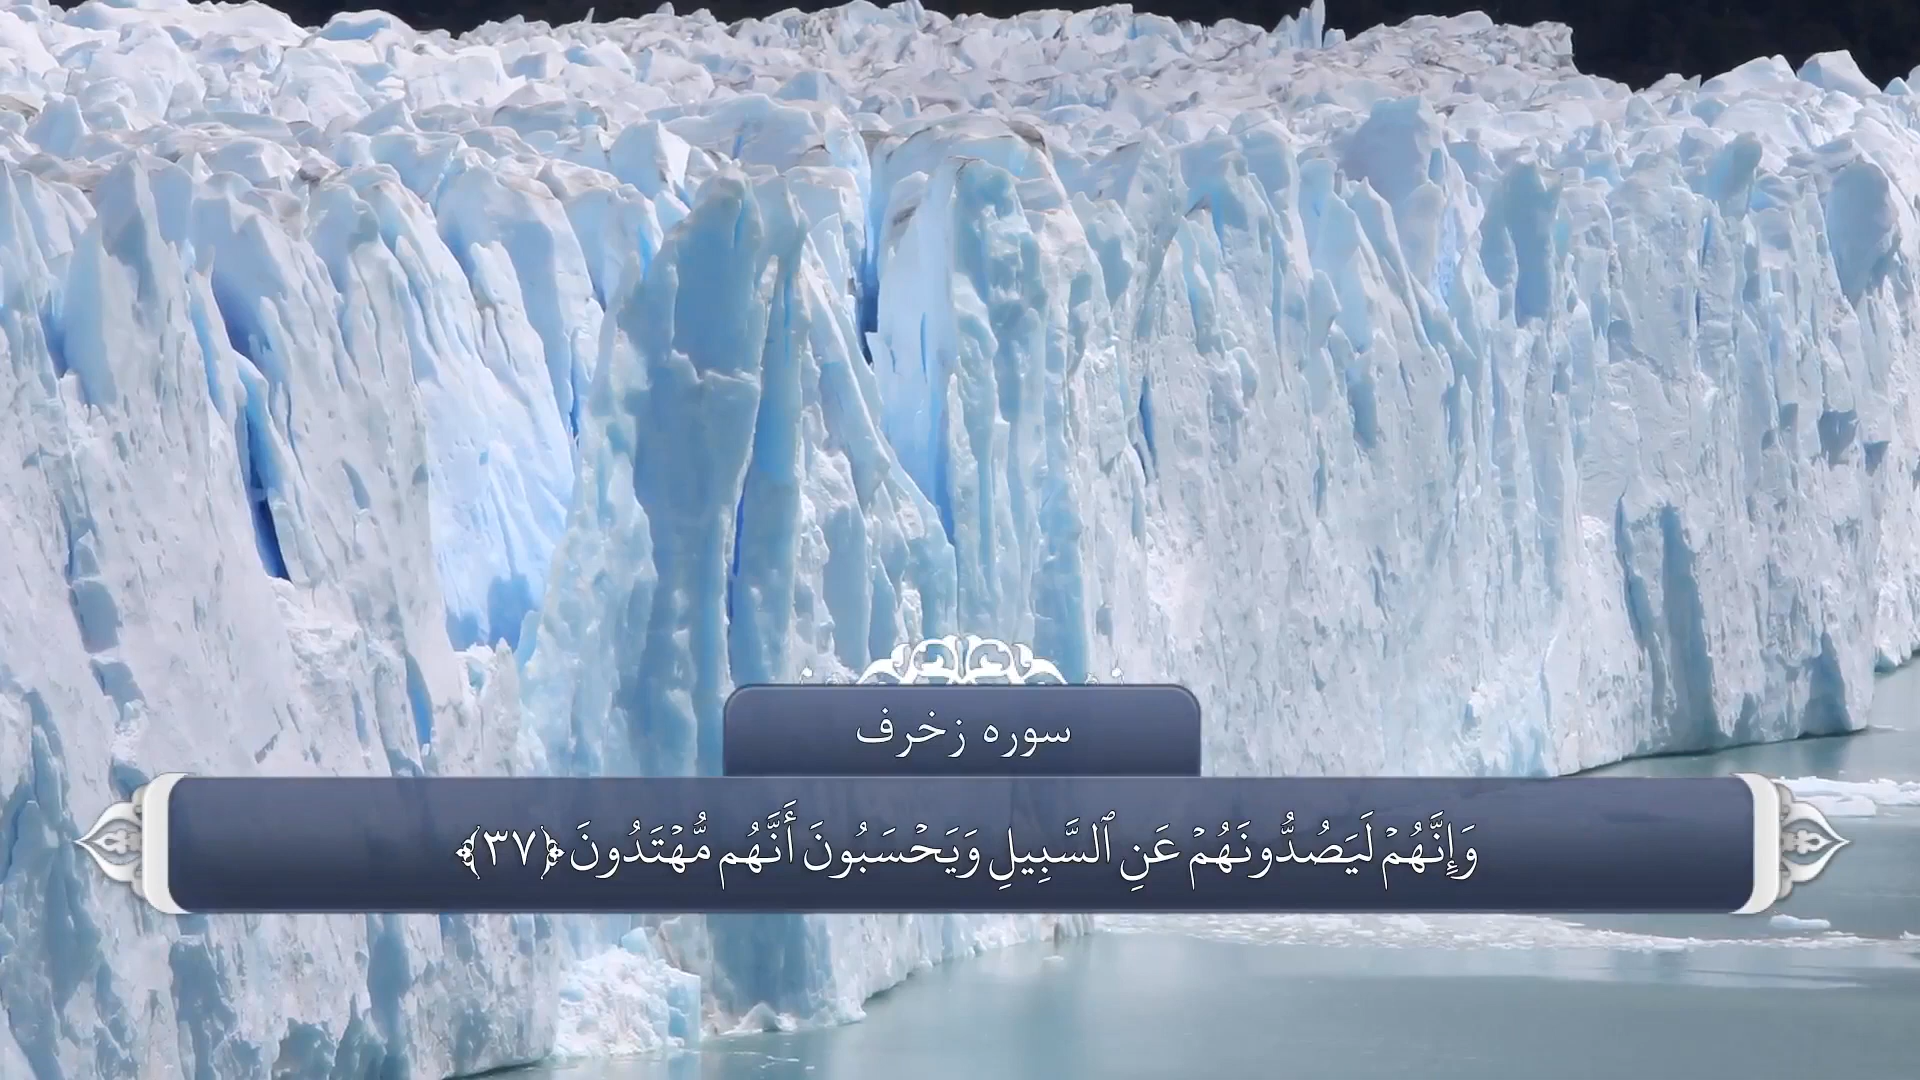 سوره زخرف
وَإِنَّهُمْ لَيَصُدُّونَهُمْ عَنِ ٱلسَّبِيلِ وَيَحْسَبُونَ أَنَّهُم مُّهْتَدُونَ ﴿٣٧﴾